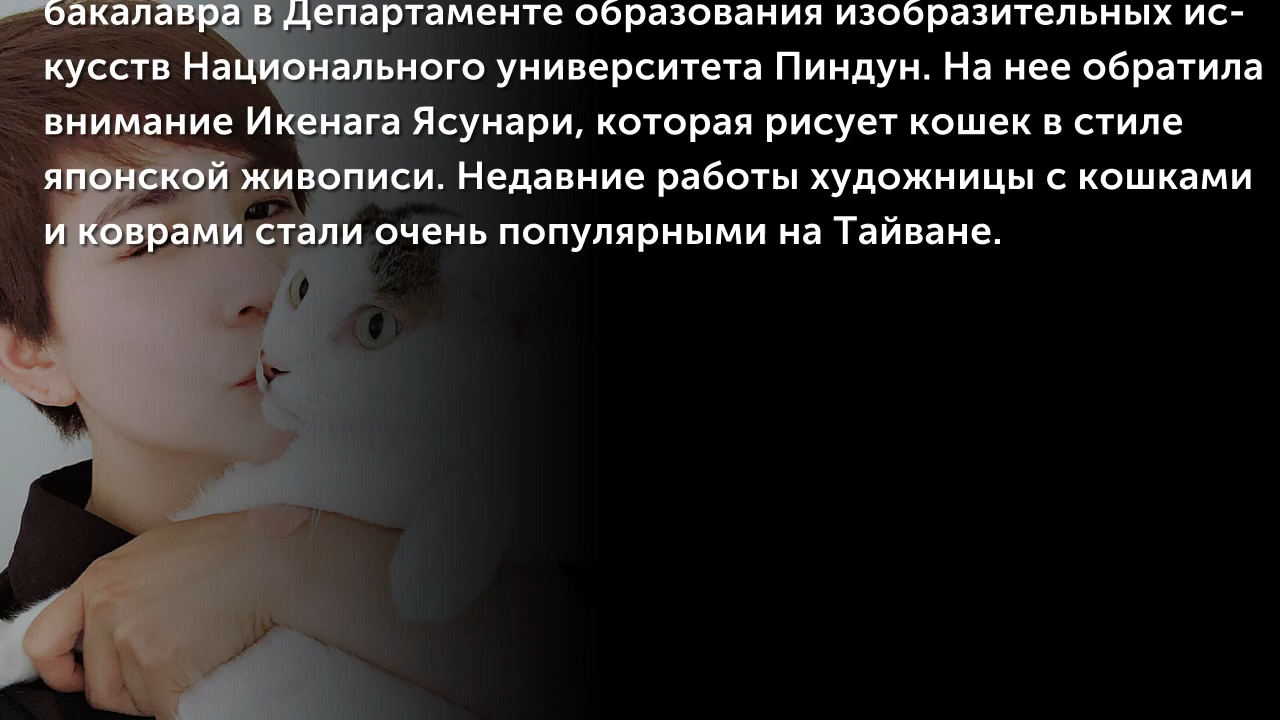 бакалавра в Департаменте образования изобразительных ис-
кусств Национального университета Пиндун. На нее обратила
внимание Икенага Ясунари, которая рисует кошек в стиле
японской живописи. Недавние работы художницы с кошками
и коврами стали очень популярными на Тайване.